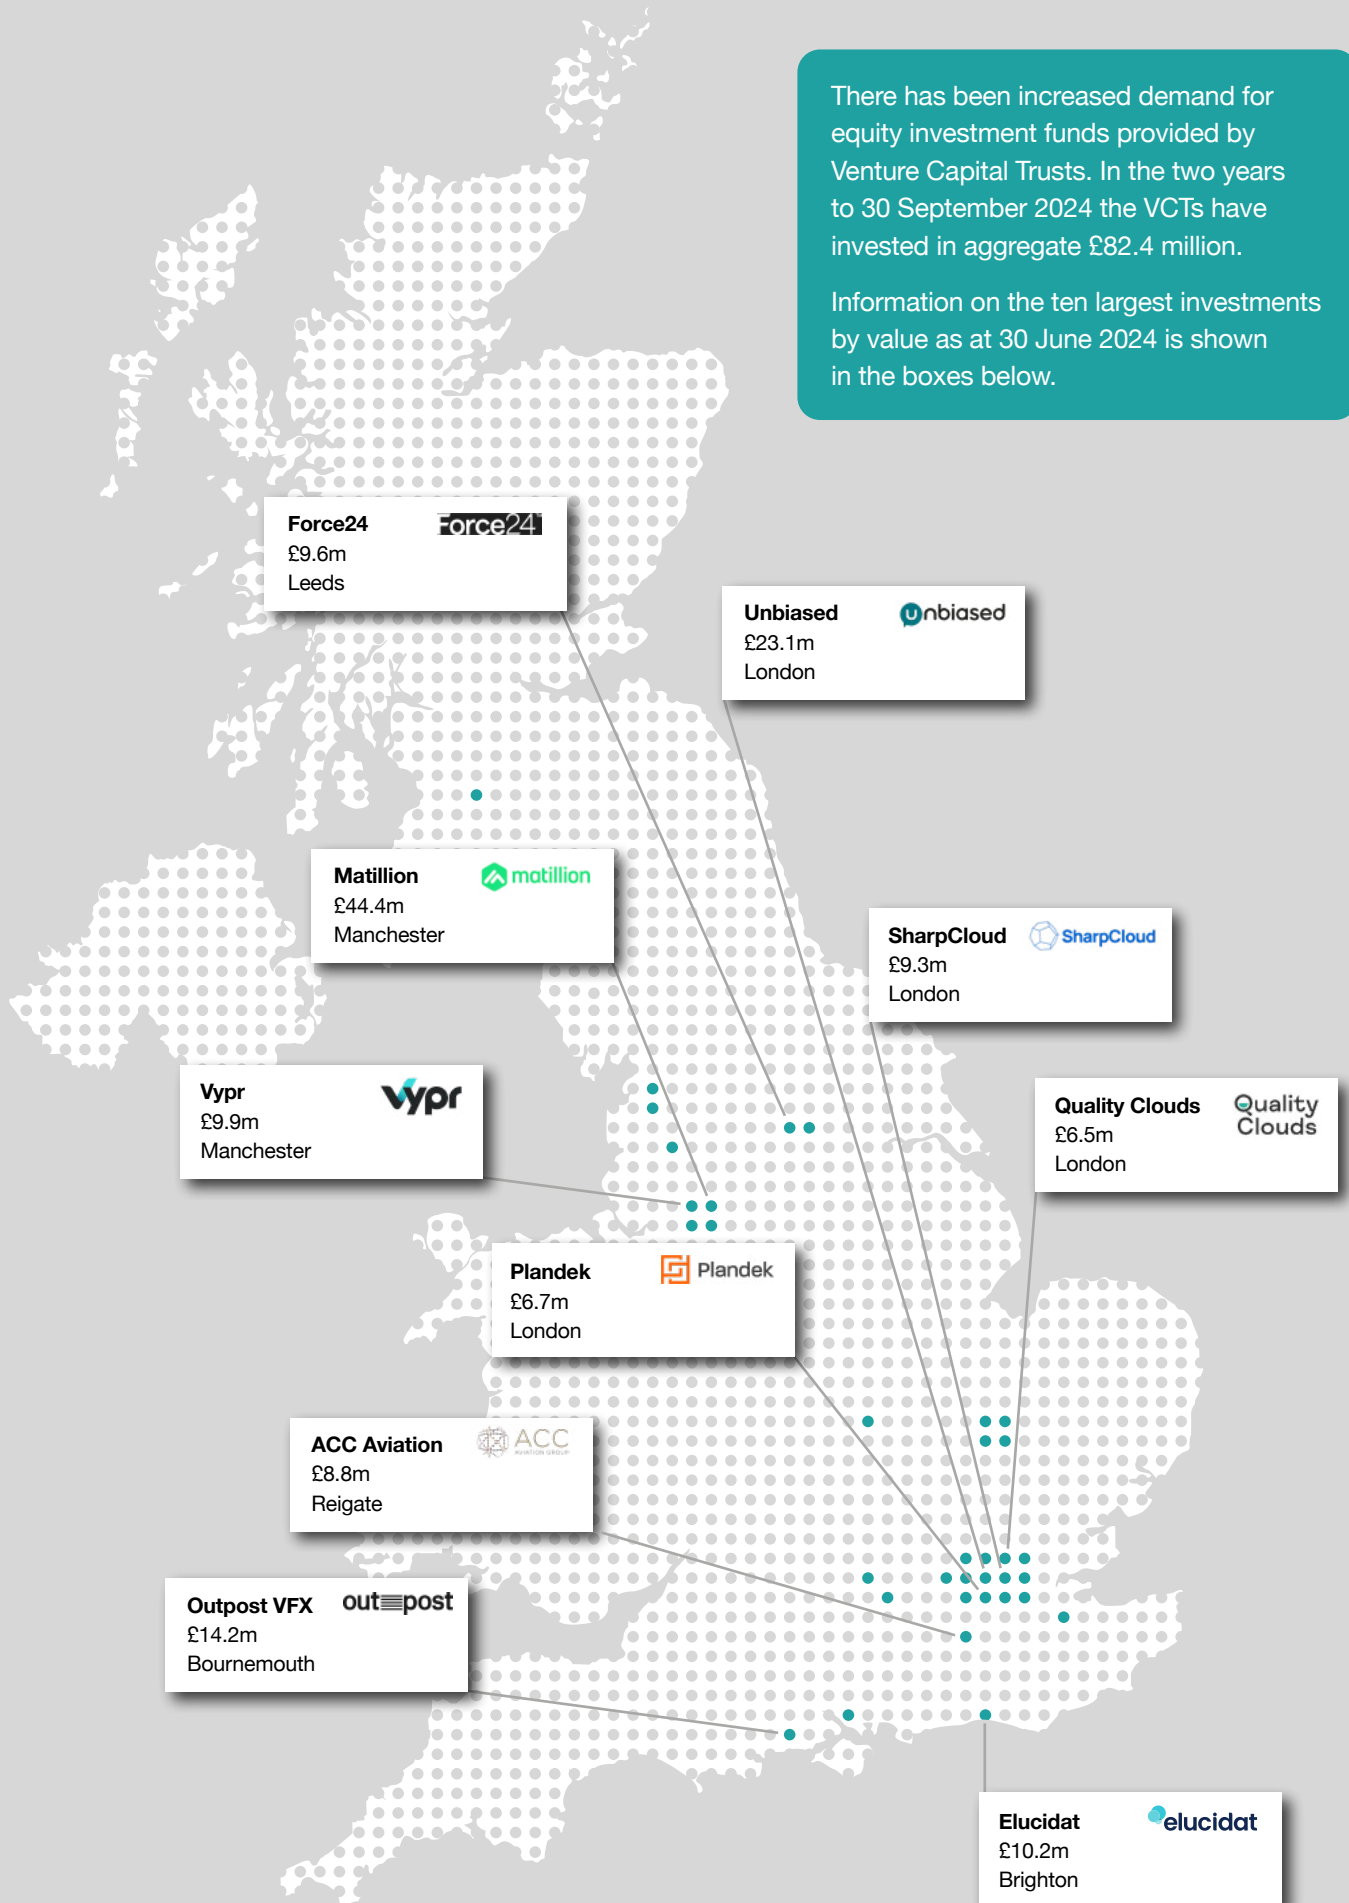 There has been increased demand for
equity investment funds provided by
Venture Capital Trusts. In the two years
to 30 September 2024 the VCTs have
invested in aggregate £82.4 million.
Information on the ten largest investments
by value as at 30 June 2024 is shown
in the boxes below.
Force24
Force24
£9.6m
Leeds
Unbiased
unbiased
£23.1m
London
Matillion
matillion
£44.4m
Manchester
SharpCloud
SharpCloud
£9.3m
London
Vypr
vypr
£9.9m
Manchester
Quality Clouds
Quality
Clouds
£6.5m
London
Plandek
Plandek
£6.7m
London
ACC Aviation
ACC
AVIATION GROUP
£8.8m
Reigate
Outpost VFX
outpost
£14.2m
Bournemouth
Elucidat
elucidat
£10.2m
Brighton